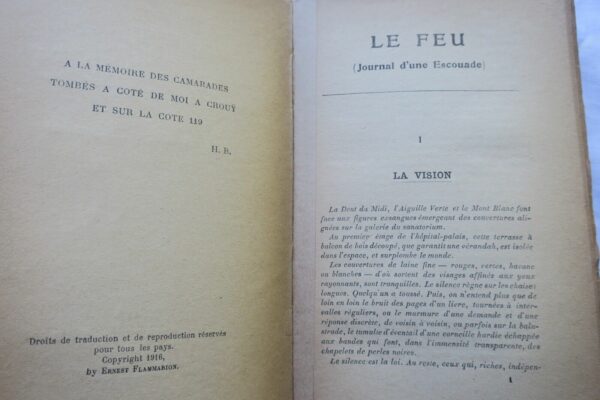 A LA MÉMOIRE DES CAMARADES
TOMBÉS A COTÉ DE MOI A CROUŸ
ET SUR LA COTE 119
H. B.
Droits de traduction et de reproduction réservés
pour tous les pays.
Copyright 1916,
by ERNEST FLAMMARION.
LE FEU
(Journal d'une Escouade)
I
LA VISION
La Dent du Midi, l'Aiguille Verte et le Mont Blanc font
face aux figures exsangues émergeant des couvertures ali-
gnées sur la galerie du sanatorium.
Au premier étage de l'hôpital-palais, cette terrasse à
balcon de bois découpé, que garantit une vérandah, est isolée
dans l'espace, et surplombe le monde.
Les couvertures de laine fine — rouges, vertes, havane
ou blanches — d'où sortent des visages affinés aux yeux
rayonnants, sont tranquilles. Le silence règne sur les chaises
longues. Quelqu'un a toussé. Puis, on n'entend plus que de
loin en loin le bruit des pages d'un livre, tournées à inter-
valles réguliers, ou le murmure d'une demande et d'une
réponse discrète, de voisin à voisin, ou parfois sur la balus-
trade, le tumulte d'éventail d'une corneille hardie échappée
aux bandes qui font, dans l'immensité transparente, des
chapelets de perles noires.
Le silence est la loi. Au reste, ceux qui, riches, indépen-
1